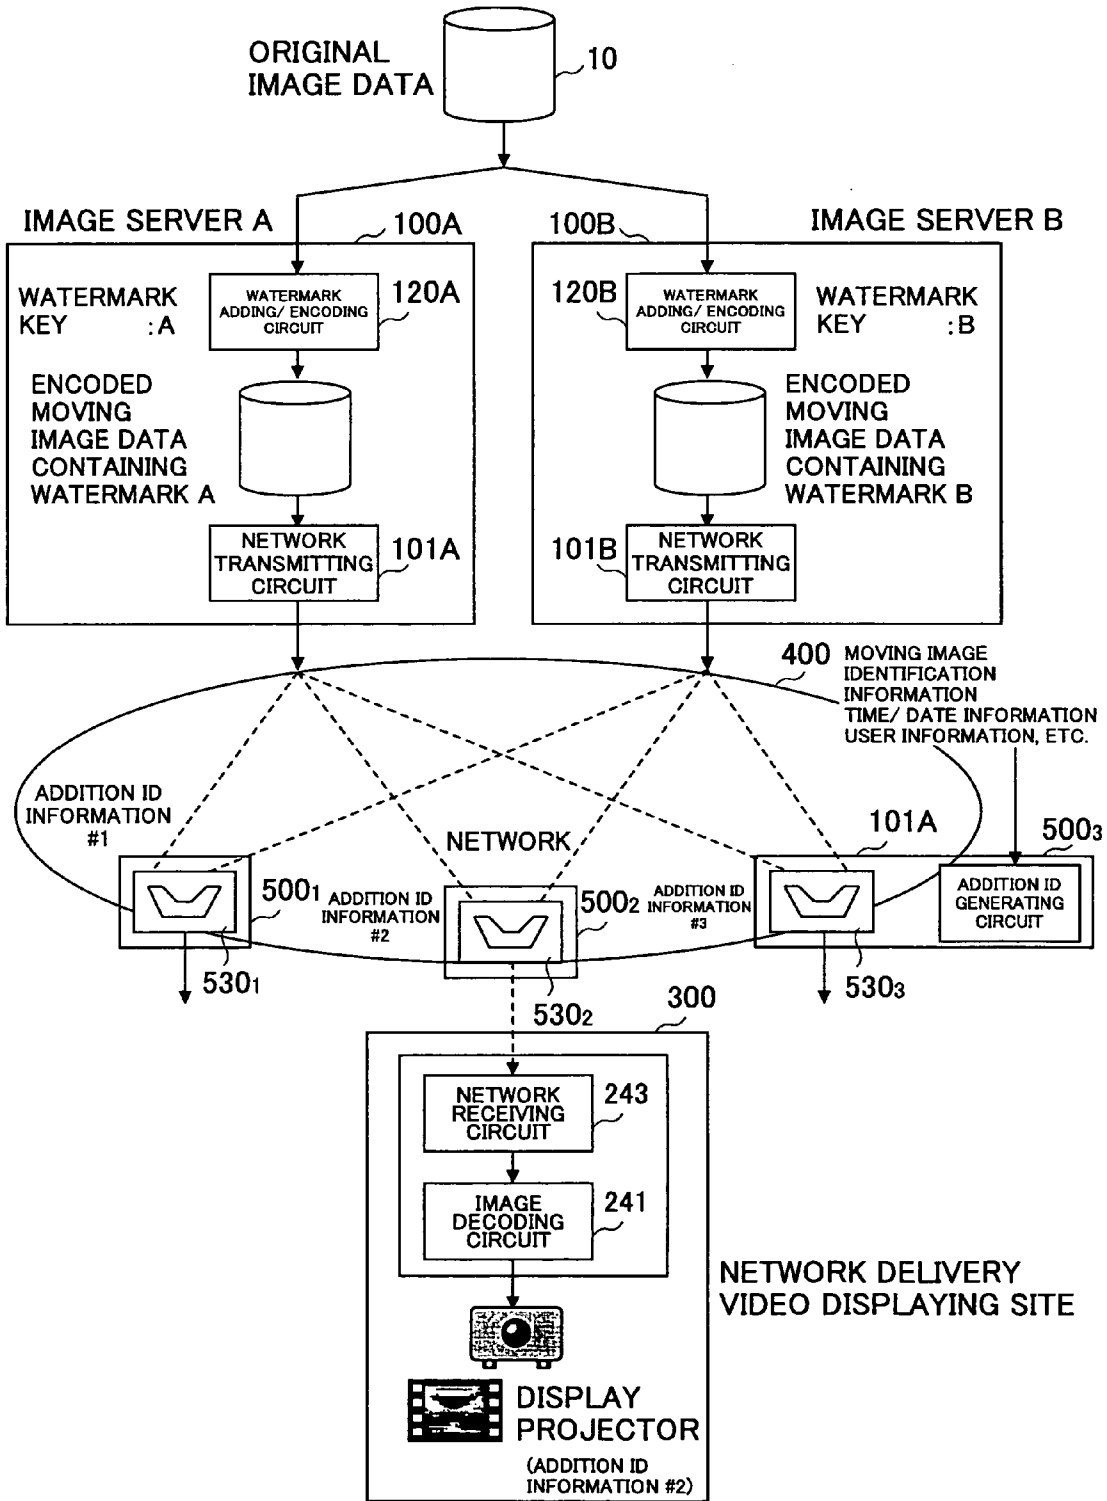 ORIGINAL
IMAGE DATA
10
IMAGE SERVER A
100A
100B
IMAGE SERVER B
WATERMARK
KEY :A
WATERMARK
ADDING/ ENCODING
CIRCUIT
120A
120B
WATERMARK
ADDING/ ENCODING
CIRCUIT
WATERMARK
KEY :B
ENCODED
MOVING
IMAGE DATA
CONTAINING
WATERMARK A
ENCODED
MOVING
IMAGE DATA
CONTAINING
WATERMARK B
NETWORK
TRANSMITTING
CIRCUIT
101A
101B
NETWORK
TRANSMITTING
CIRCUIT
400
MOVING IMAGE
IDENTIFICATION
INFORMATION
TIME/ DATE INFORMATION
USER INFORMATION, ETC.
ADDITION ID
INFORMATION
#1
NETWORK
101A
500₃
500₁
ADDITION ID
INFORMATION
#2
500₂
ADDITION ID
INFORMATION
#3
ADDITION ID
GENERATING
CIRCUIT
530₁
530₂
530₃
300
NETWORK
RECEIVING
CIRCUIT
243
IMAGE
DECODING
CIRCUIT
241
NETWORK DELIVERY
VIDEO DISPLAYING SITE
DISPLAY
PROJECTOR
(ADDITION ID
INFORMATION #2)